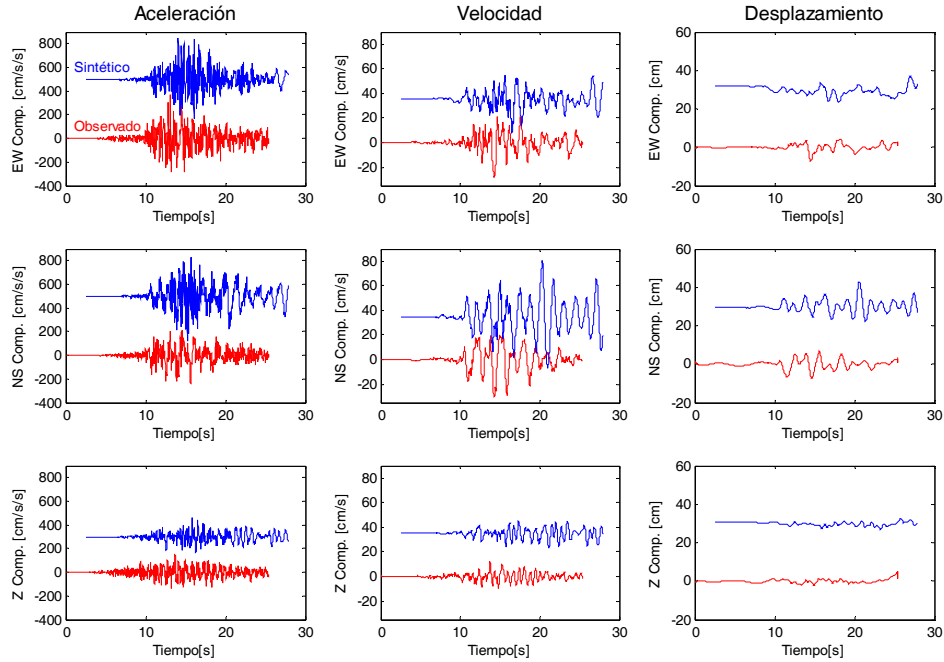 Aceleración
Velocidad
Desplazamiento
EW Comp. [cm/s/s]
800
600
400
200
0
-200
-400
Sintético
Observado
0 10 20 30
Tiempo[s]
EW Comp. [cm/s]
80
60
40
20
0
-20
0 10 20 30
Tiempo[s]
EW Comp. [cm]
60
40
20
0
-20
0 10 20 30
Tiempo[s]
NS Comp. [cm/s/s]
800
600
400
200
0
-200
-400
0 10 20 30
Tiempo[s]
NS Comp. [cm/s]
80
60
40
20
0
-20
0 10 20 30
Tiempo[s]
NS Comp. [cm]
60
40
20
0
-20
0 10 20 30
Tiempo[s]
Z Comp. [cm/s/s]
800
600
400
200
0
-200
-400
0 10 20 30
Tiempo[s]
Z Comp. [cm/s]
80
60
40
20
0
-20
0 10 20 30
Tiempo[s]
Z Comp. [cm]
60
40
20
0
-20
0 10 20 30
Tiempo[s]